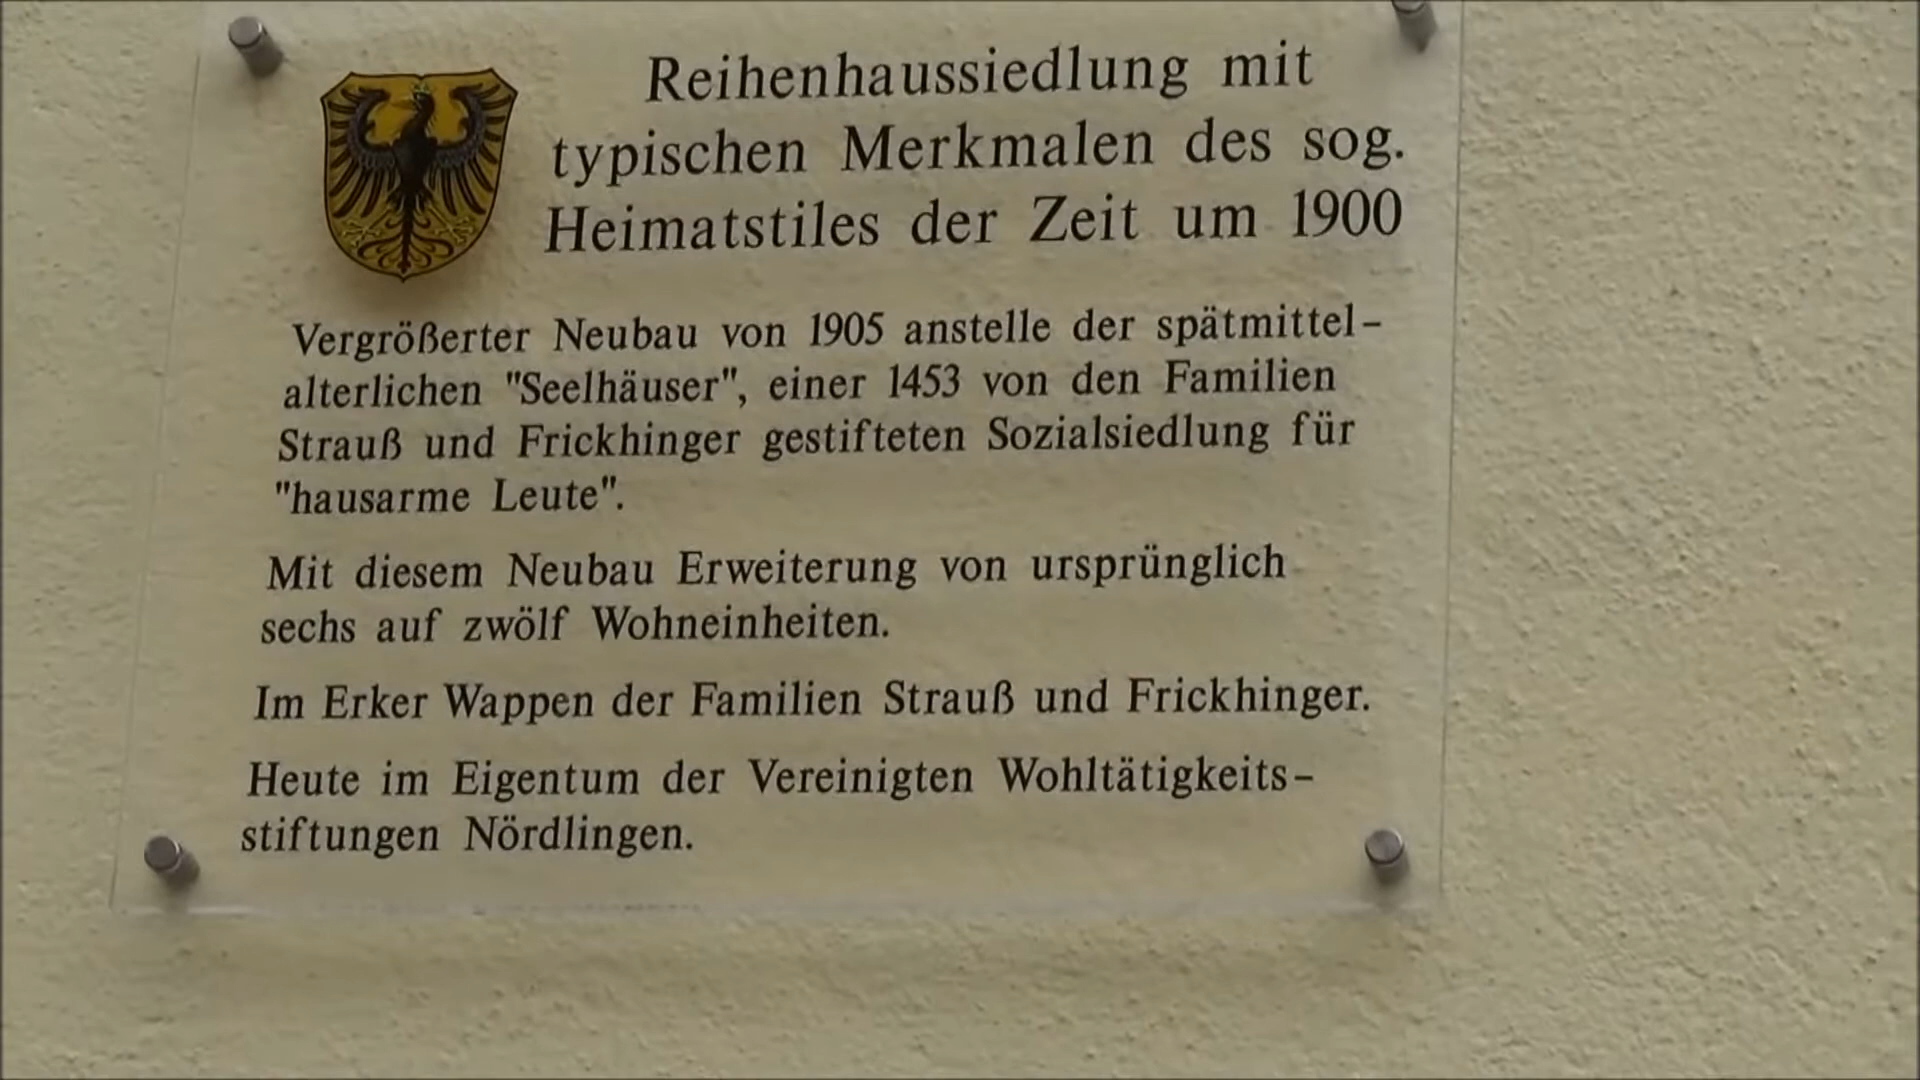 Reihenhaussiedlung mit
typischen Merkmalen des sog.
Heimatstiles der Zeit um 1900
Vergrößerter Neubau von 1905 anstelle der spätmittel-
alterlichen "Seelhäuser", einer 1453 von den Familien
Strauß und Frickhinger gestifteten Sozialsiedlung für
"hausarme Leute".
Mit diesem Neubau Erweiterung von ursprünglich
sechs auf zwölf Wohneinheiten.
Im Erker Wappen der Familien Strauß und Frickhinger.
Heute im Eigentum der Vereinigten Wohltätigkeits-
stiftungen Nördlingen.